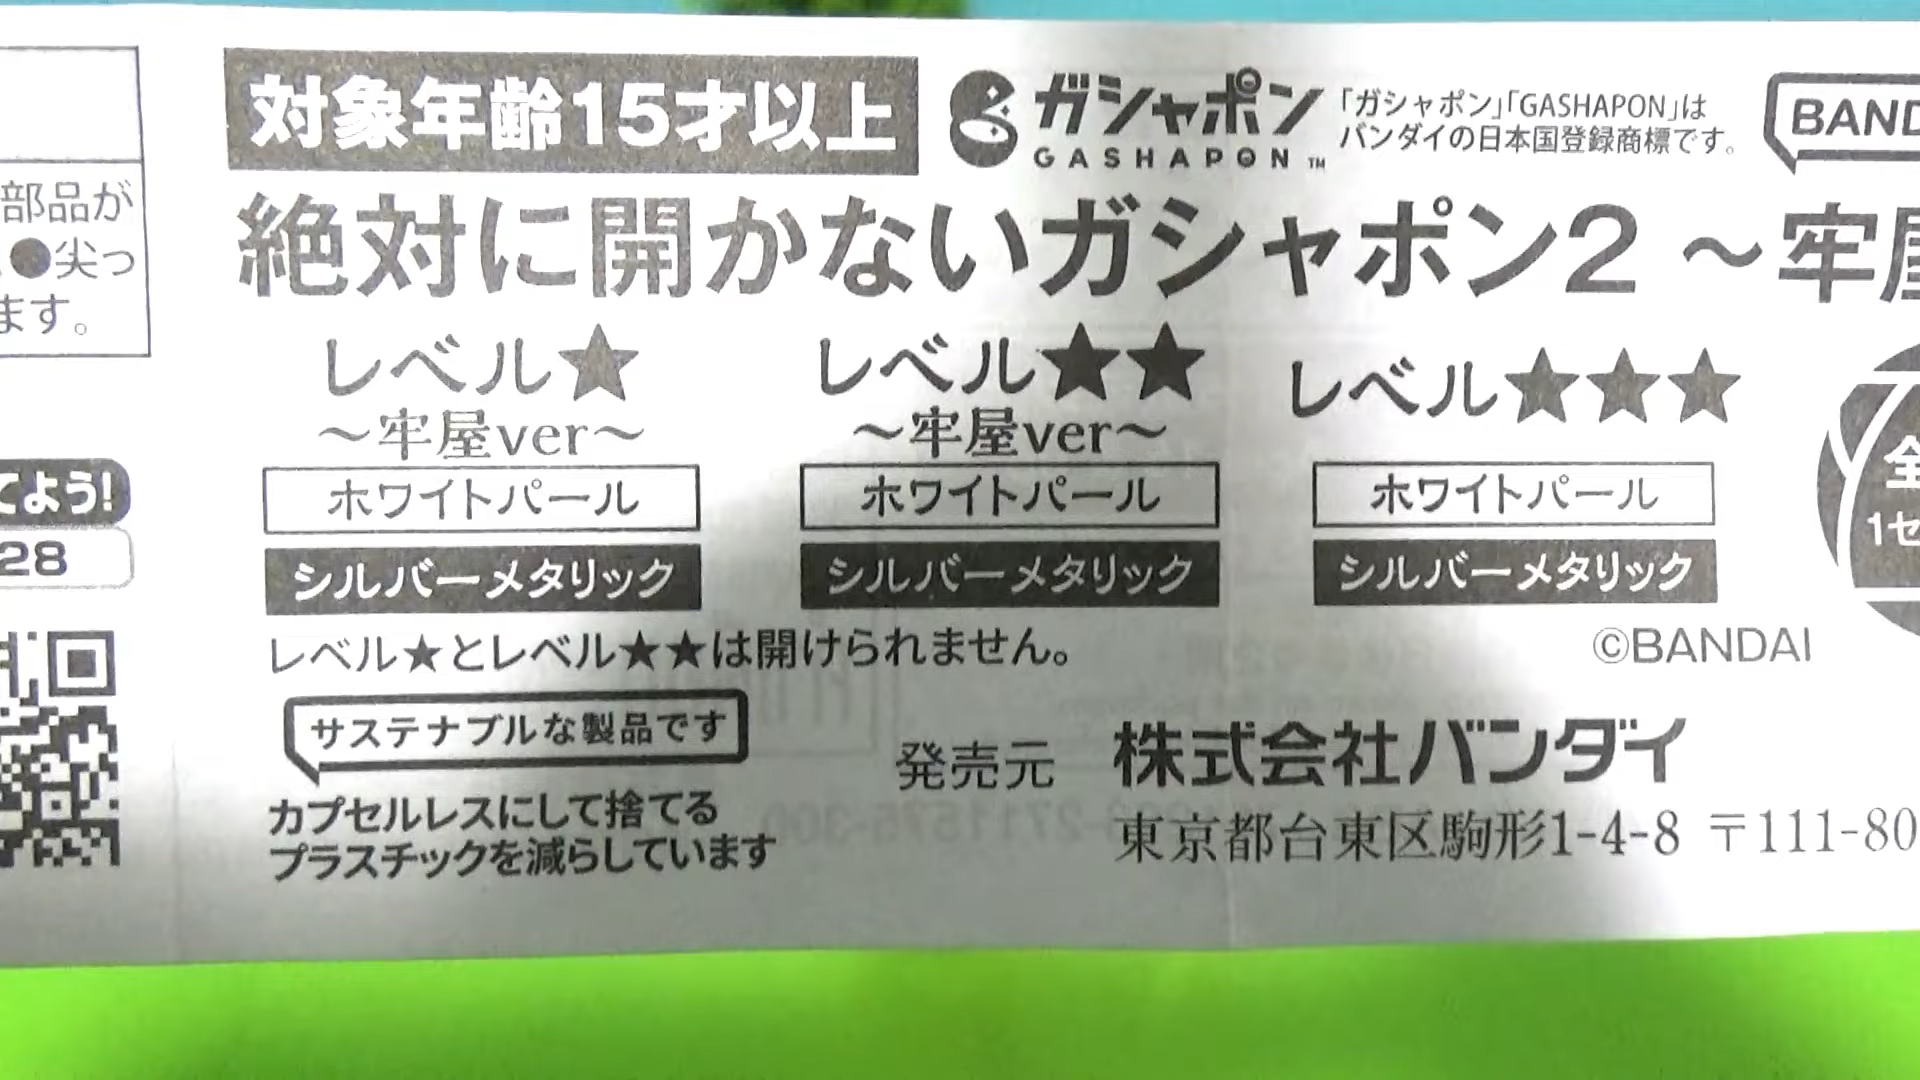 対象年齢15才以上
ガシャポン
GASHAPON™
「ガシャポン」「GASHAPON」は
バンダイの日本国登録商標です。
BAND
部品が
●尖っ
ます。
絶対に開かないガシャポン2 ～牢屋
レベル★
～牢屋ver～
ホワイトパール
シルバーメタリック
レベル★★
～牢屋ver～
ホワイトパール
シルバーメタリック
レベル★★★
ホワイトパール
シルバーメタリック
全
1セ
てよう!
28
レベル★とレベル★★は開けられません。
©BANDAI
サステナブルな製品です
カプセルレスにして捨てる
プラスチックを減らしています
発売元 株式会社バンダイ
東京都台東区駒形1-4-8 〒111-80